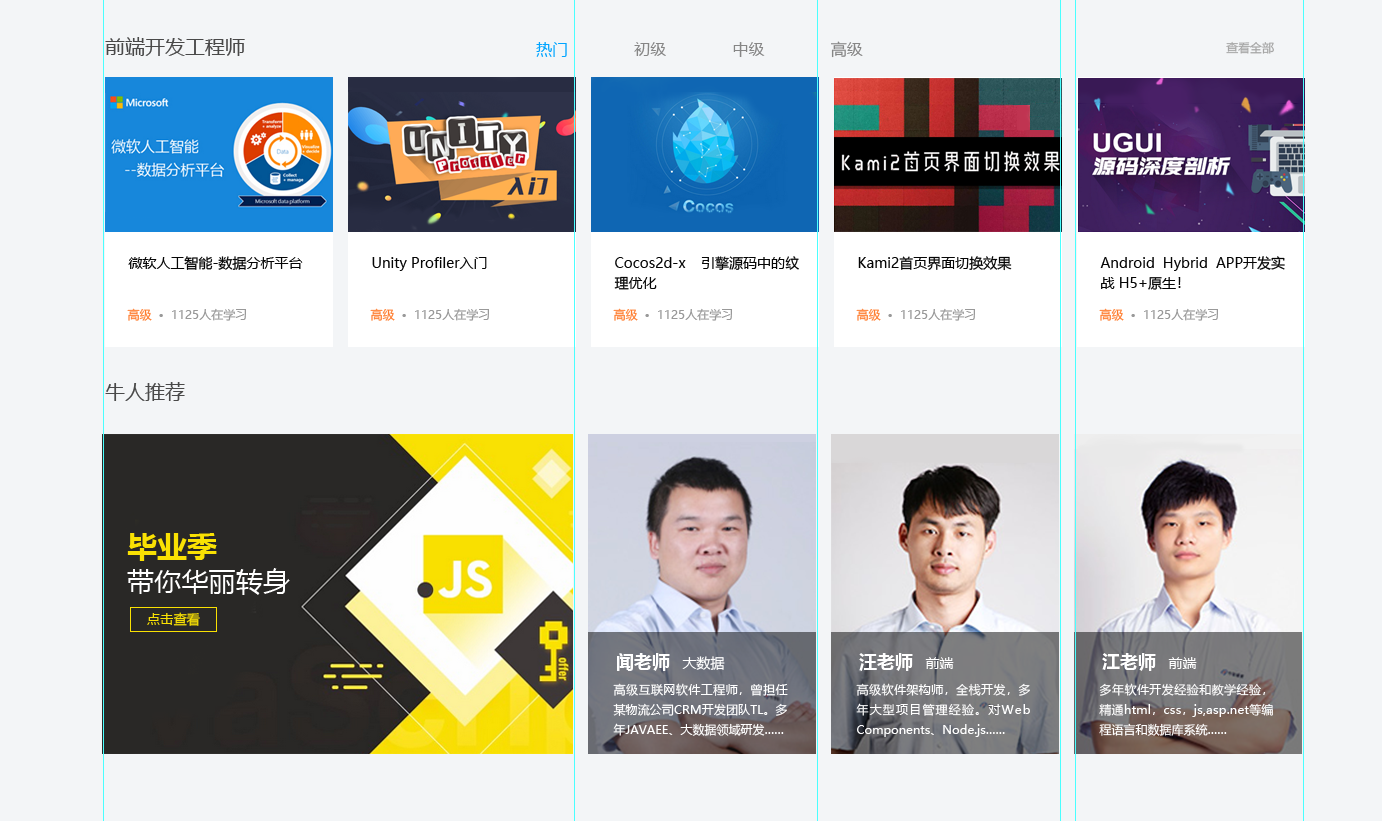 前端开发工程师
热门
初级
中级
高级
查看全部
Microsoft
微软人工智能
--数据分析平台
Transform + analyze
Visualize + decide
Data
Collect + manage
Microsoft data platform
UNITY
Profiler
入门
Cocos
Kami2首页界面切换效果
UGUI
源码深度剖析
微软人工智能-数据分析平台
高级 • 1125人在学习
Unity Profiler入门
高级 • 1125人在学习
Cocos2d-x 引擎源码中的纹
理优化
高级 • 1125人在学习
Kami2首页界面切换效果
高级 • 1125人在学习
Android Hybrid APP开发实
战 H5+原生！
高级 • 1125人在学习
牛人推荐
毕业季
带你华丽转身
点击查看
JS
offer
闻老师 大数据
高级互联网软件工程师，曾担任
某物流公司CRM开发团队TL。多
年JAVAEE、大数据领域研发……
汪老师 前端
高级软件架构师，全栈开发，多
年大型项目管理经验。对Web
Components、Node.js……
江老师 前端
多年软件开发经验和教学经验，
精通html，css，js,asp.net等编
程语言和数据库系统……